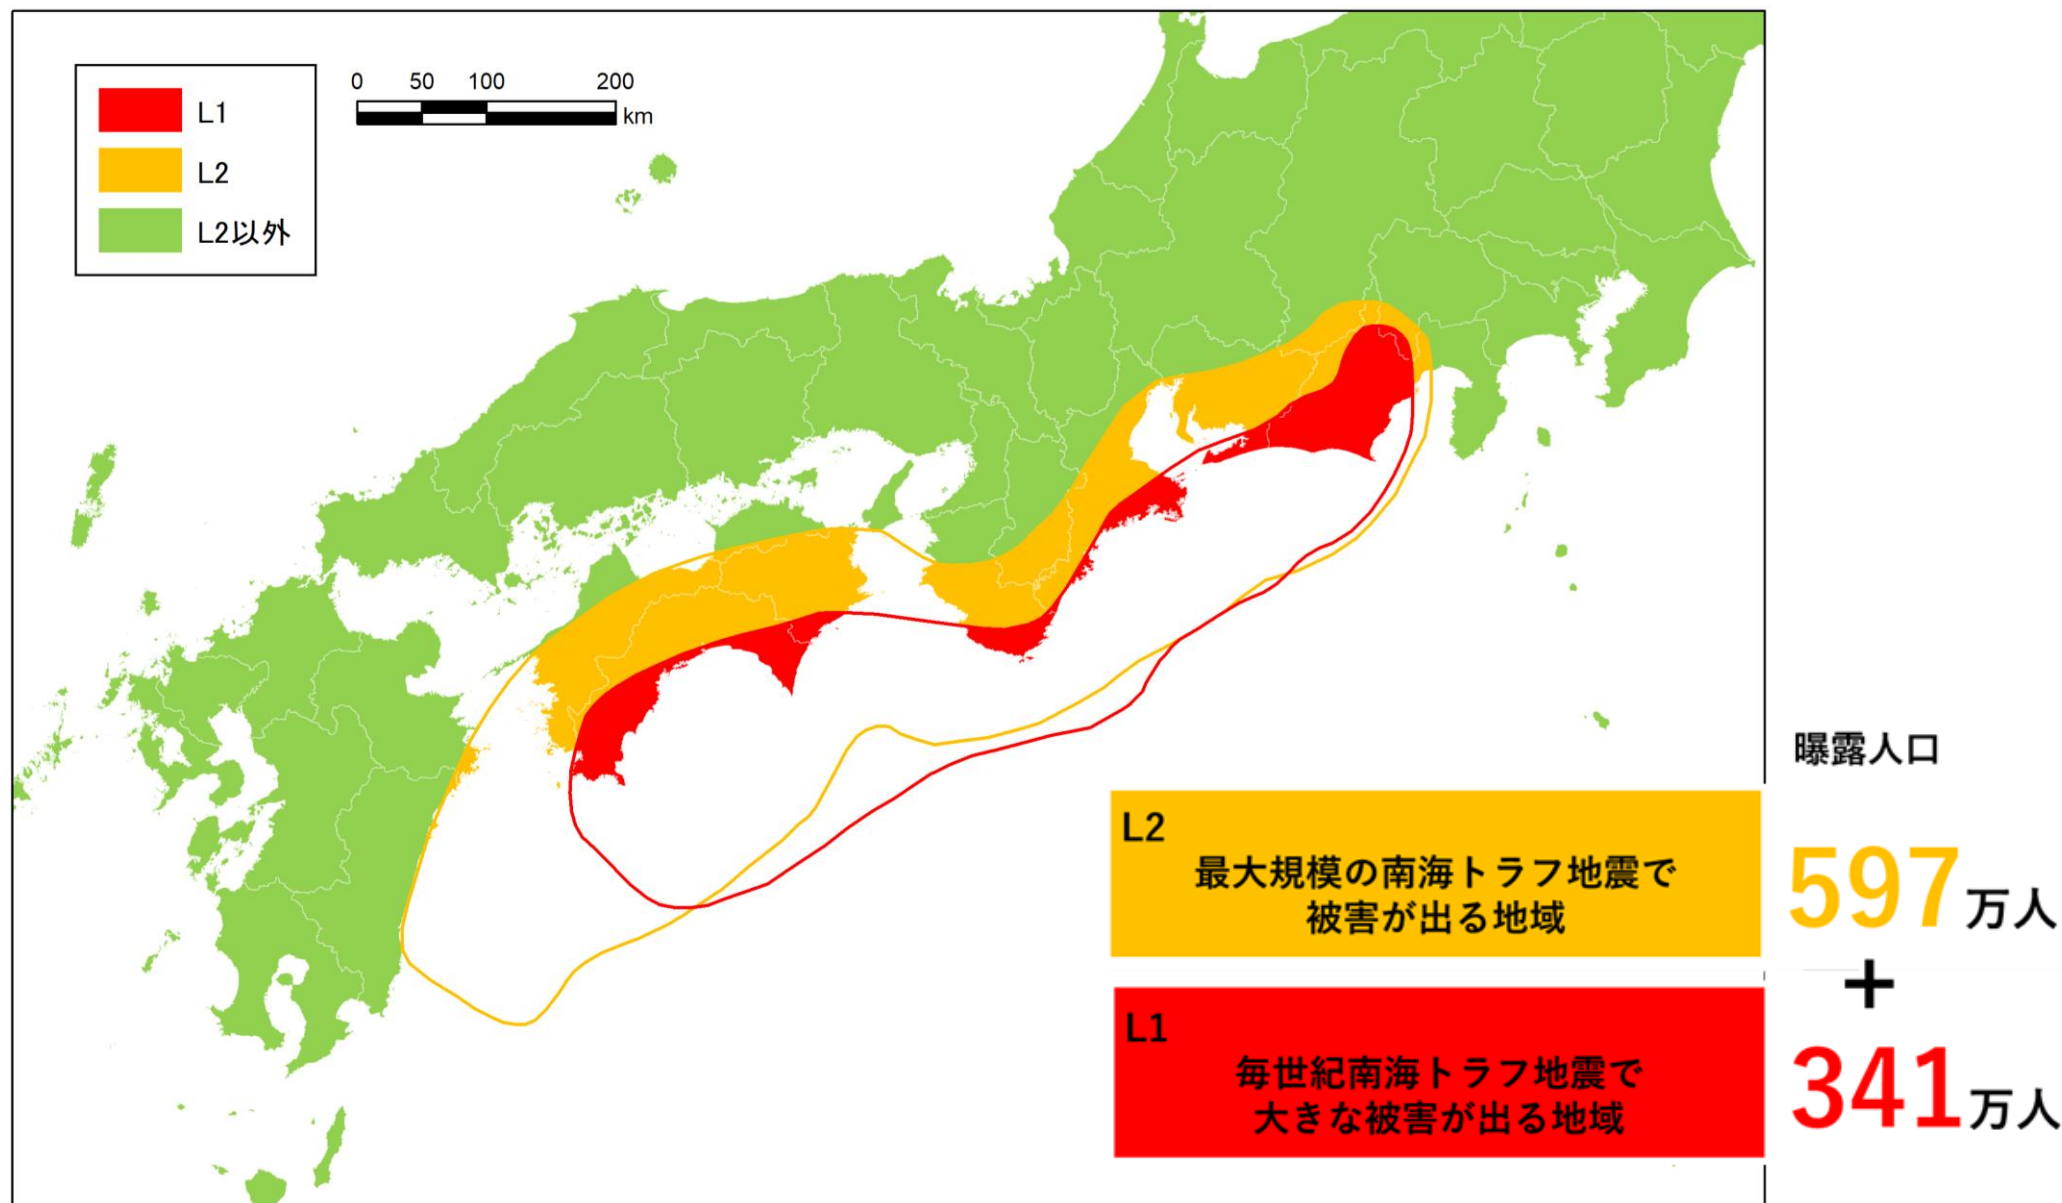 L1
L2
L2以外
0 50 100 200
km
曝露人口
L2
最大規模の南海トラフ地震で
被害が出る地域
597万人
+
L1
毎世紀南海トラフ地震で
大きな被害が出る地域
341万人